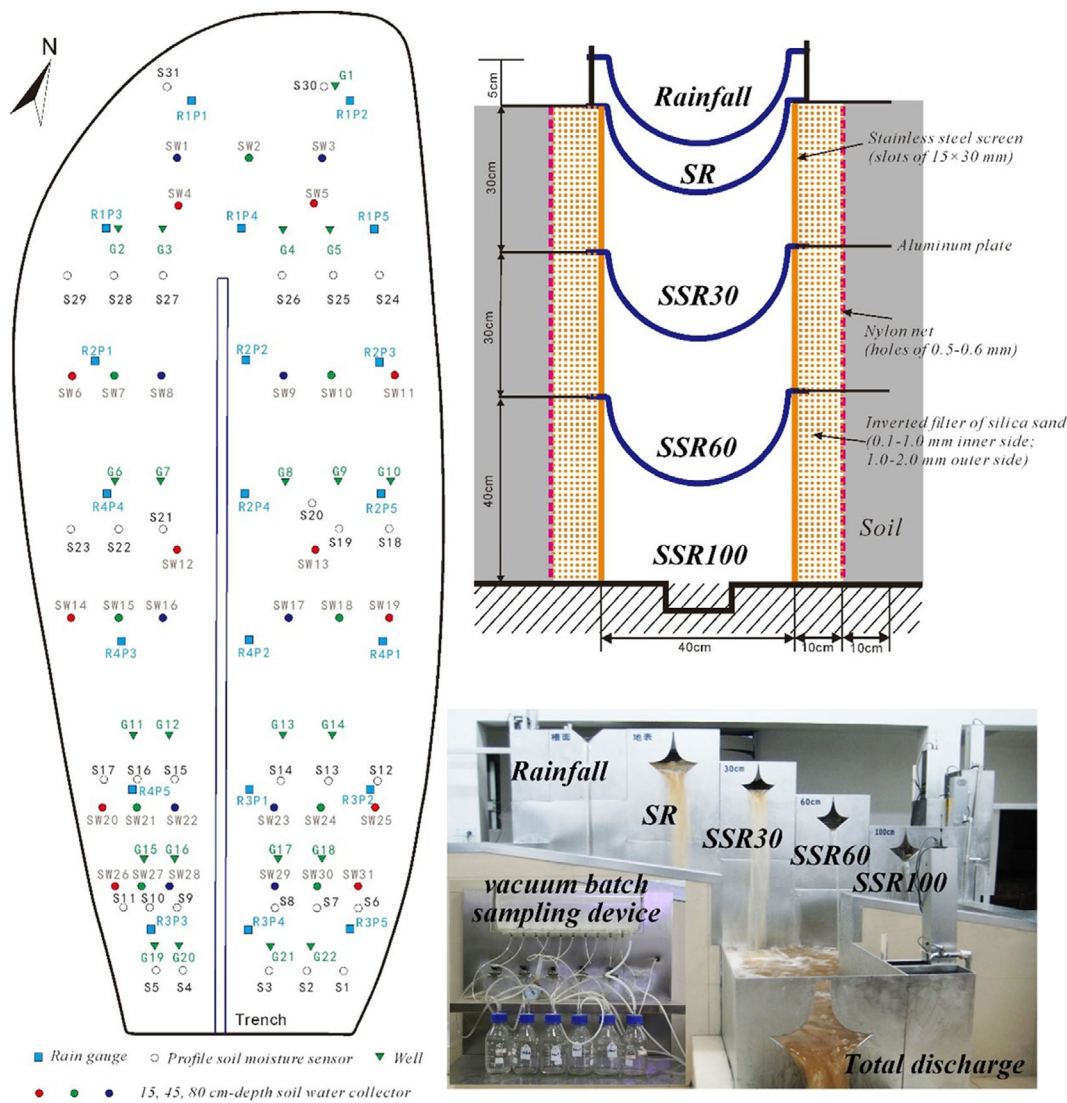 N
S31
S30
G1
R1P1
R1P2
SW1
SW2
SW3
SW4
SW5
R1P3
R1P4
R1P5
G2
G3
G4
G5
S29
S28
S27
S26
S25
S24
R2P1
R2P2
R2P3
SW6
SW7
SW8
SW9
SW10
SW11
G6
G7
G8
G9
G10
R4P4
R2P4
R2P5
S21
S20
S23
S22
S19
S18
SW12
SW13
SW14
SW15
SW16
SW17
SW18
SW19
R4P3
R4P2
R4P1
G11
G12
G13
G14
S17
S16
S15
S14
S13
S12
R4P5
R3P1
R3P2
SW20
SW21
SW22
SW23
SW24
SW25
G15
G16
G17
G18
SW26
SW27
SW28
SW29
SW30
SW31
S11
S10
S9
S8
S7
S6
R3P3
R3P4
R3P5
G19
G20
G21
G22
S5
S4
S3
S2
S1
Trench
Rain gauge
Profile soil moisture sensor
Well
15, 45, 80 cm-depth soil water collector
5cm
30cm
30cm
40cm
Rainfall
SR
SSR30
SSR60
SSR100
Stainless steel screen
(slots of 15×30 mm)
Aluminum plate
Nylon net
(holes of 0.5-0.6 mm)
Inverted filter of silica sand
(0.1-1.0 mm inner side;
1.0-2.0 mm outer side)
Soil
40cm
10cm
10cm
槽面
地表
30cm
60cm
100cm
Rainfall
SR
SSR30
SSR60
SSR100
vacuum batch
sampling device
Total discharge